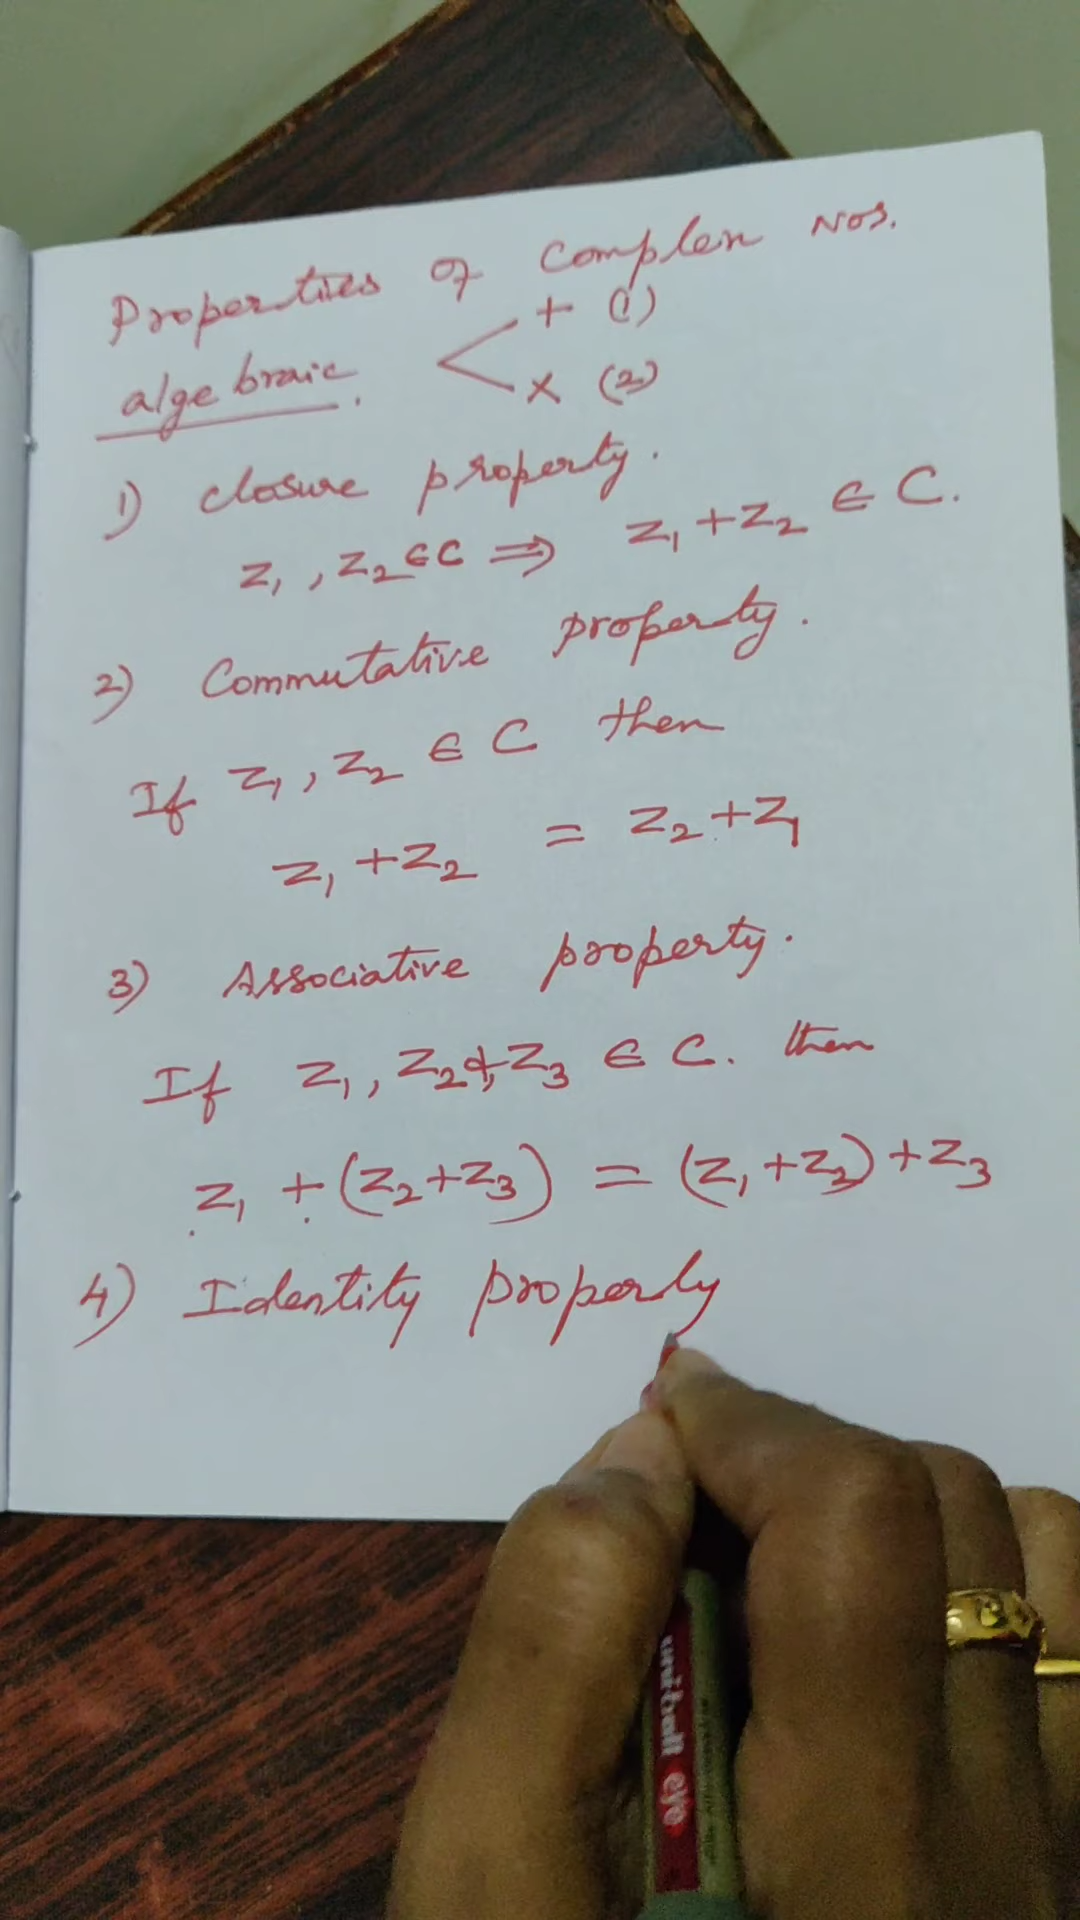 Properties of Complex Nos.
algebraic. < + (1)
x (2)
1) closure property.
z₁, z₂ ∈ C ⇒ z₁ + z₂ ∈ C.
2) Commutative property.
If z₁, z₂ ∈ C then
z₁ + z₂ = z₂ + z₁
3) Associative property.
If z₁, z₂ & z₃ ∈ C. then
z₁ + (z₂ + z₃) = (z₁ + z₂) + z₃
4) Identity property
uniball eye